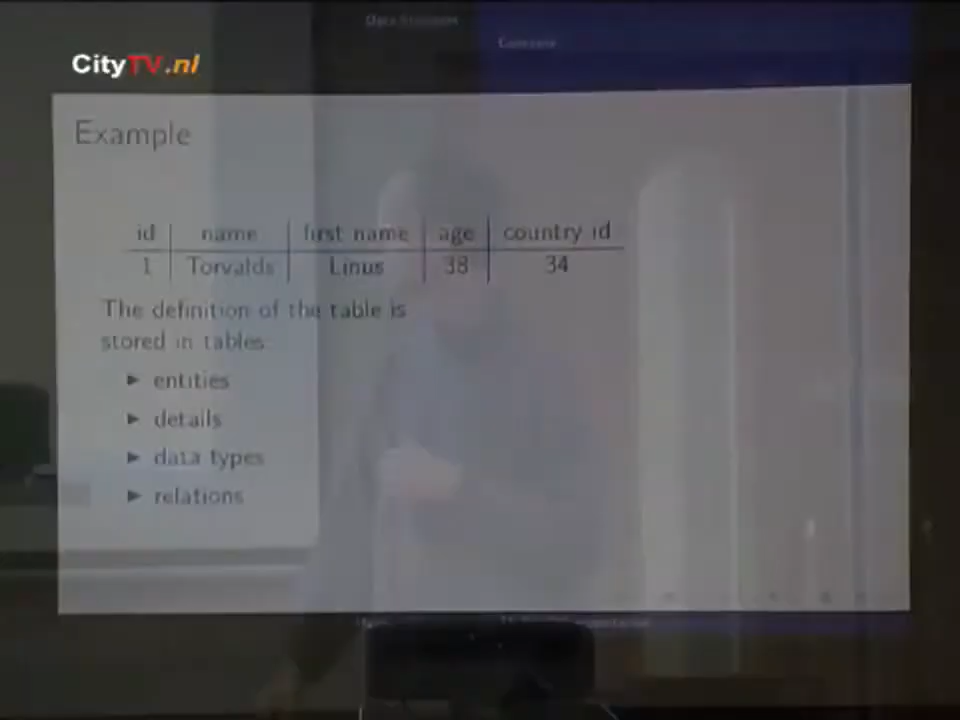 CityTV.nl
Example
id name first name age country id
1 Torvalds Linus 38 34
The definition of the table is
stored in tables:
► entities
► details
► data types
► relations